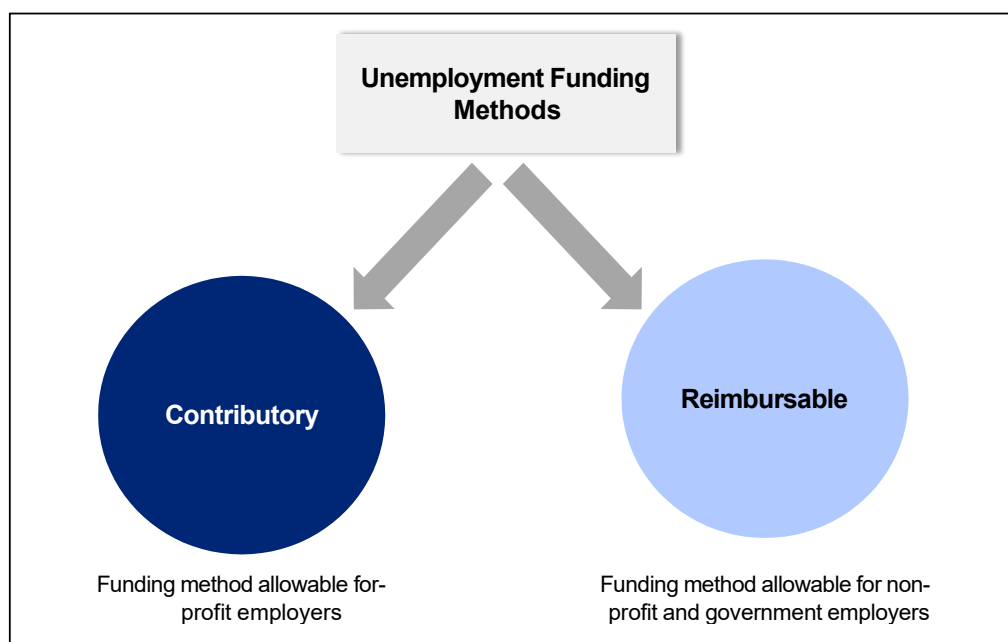 Unemployment Funding
Methods
Contributory
Reimbursable
Funding method allowable for-
profit employers
Funding method allowable for non-
profit and government employers